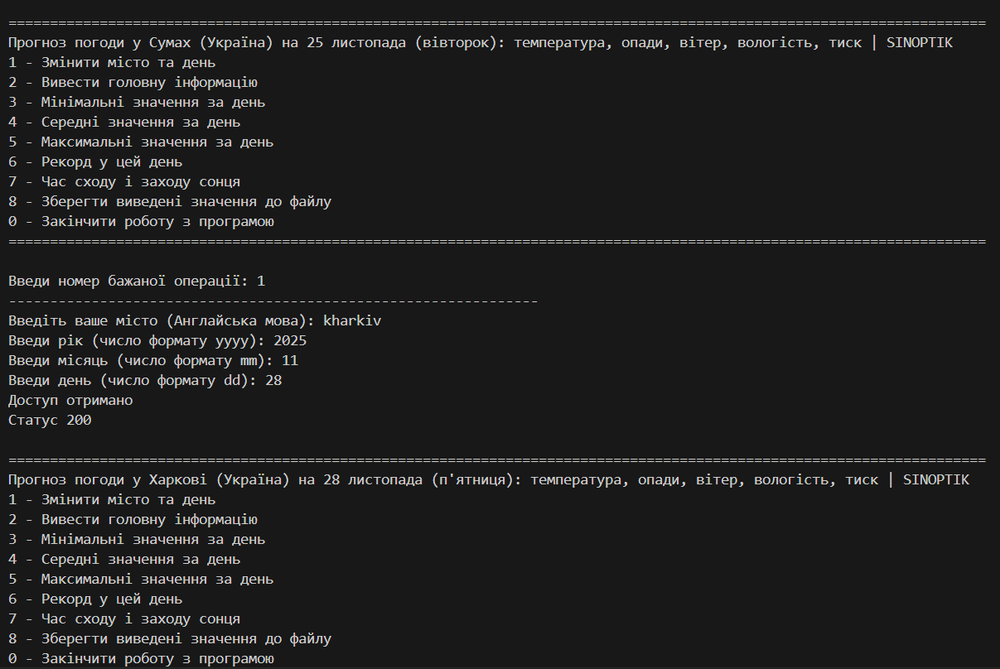 ======================================================================================================================
Прогноз погоди у Сумах (Україна) на 25 листопада (вівторок): температура, опади, вітер, вологість, тиск | SINOPTIK
1 - Змінити місто та день
2 - Вивести головну інформацію
3 - Мінімальні значення за день
4 - Середні значення за день
5 - Максимальні значення за день
6 - Рекорд у цей день
7 - Час сходу і заходу сонця
8 - Зберегти виведені значення до файлу
0 - Закінчити роботу з програмою
======================================================================================================================
Введи номер бажаної операції: 1
----------------------------------------------------------------
Введіть ваше місто (Англайська мова): kharkiv
Введи рік (число формату yyyy): 2025
Введи місяць (число формату mm): 11
Введи день (число формату dd): 28
Доступ отримано
Статус 200
======================================================================================================================
Прогноз погоди у Харкові (Україна) на 28 листопада (п'ятниця): температура, опади, вітер, вологість, тиск | SINOPTIK
1 - Змінити місто та день
2 - Вивести головну інформацію
3 - Мінімальні значення за день
4 - Середні значення за день
5 - Максимальні значення за день
6 - Рекорд у цей день
7 - Час сходу і заходу сонця
8 - Зберегти виведені значення до файлу
0 - Закінчити роботу з програмою